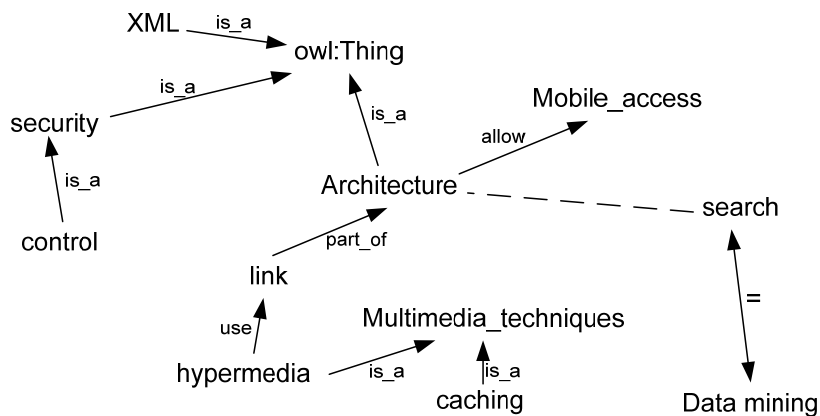 XML
is_a
owl:Thing
is_a
Mobile_access
security
is_a
allow
is_a
Architecture
search
control
part_of
link
=
use
Multimedia_techniques
hypermedia
is_a
is_a
caching
Data mining